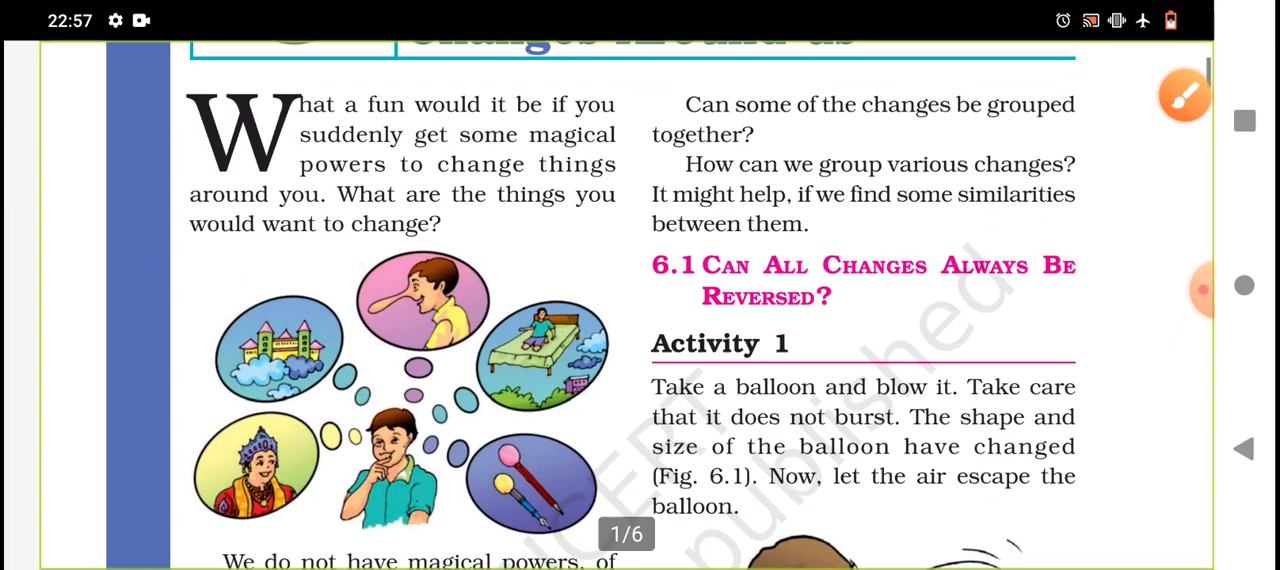 22:57
Changes Around us
What a fun would it be if you
suddenly get some magical
powers to change things
around you. What are the things you
would want to change?
We do not have magical powers, of
Can some of the changes be grouped
together?
How can we group various changes?
It might help, if we find some similarities
between them.
6.1 CAN ALL CHANGES ALWAYS BE
REVERSED?
Activity 1
Take a balloon and blow it. Take care
that it does not burst. The shape and
size of the balloon have changed
(Fig. 6.1). Now, let the air escape the
balloon.
1/6
NCERT
published